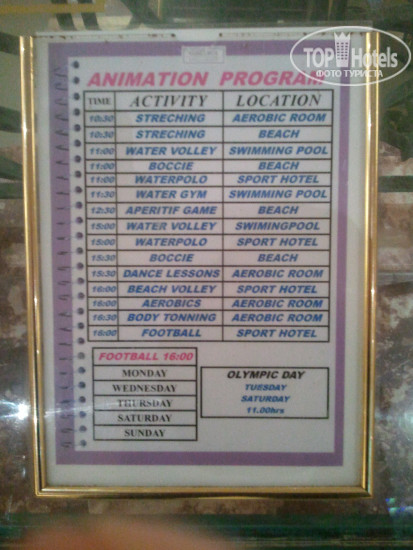 TOP Hotels
ФОТО ТУРИСТА
ANIMATION PROGRAM
TIME ACTIVITY LOCATION
10:30 STRECHING AEROBIC ROOM
10:30 STRECHING BEACH
11:00 WATER VOLLEY SWIMMING POOL
11:00 BOCCIE BEACH
11:00 WATERPOLO SPORT HOTEL
11:30 WATER GYM SWIMMING POOL
12:30 APERITIF GAME BEACH
15:00 WATER VOLLEY SWIMINGPOOL
15:00 WATERPOLO SPORT HOTEL
15:30 BOCCIE BEACH
15:30 DANCE LESSONS AEROBIC ROOM
16:00 BEACH VOLLEY SPORT HOTEL
16:00 AEROBICS AEROBIC ROOM
16:30 BODY TONNING AEROBIC ROOM
16:00 FOOTBALL SPORT HOTEL
FOOTBALL 16:00
MONDAY
WEDNESDAY
THURSDAY
SATURDAY
SUNDAY
OLYMPIC DAY
TUESDAY
SATURDAY
11.00hrs